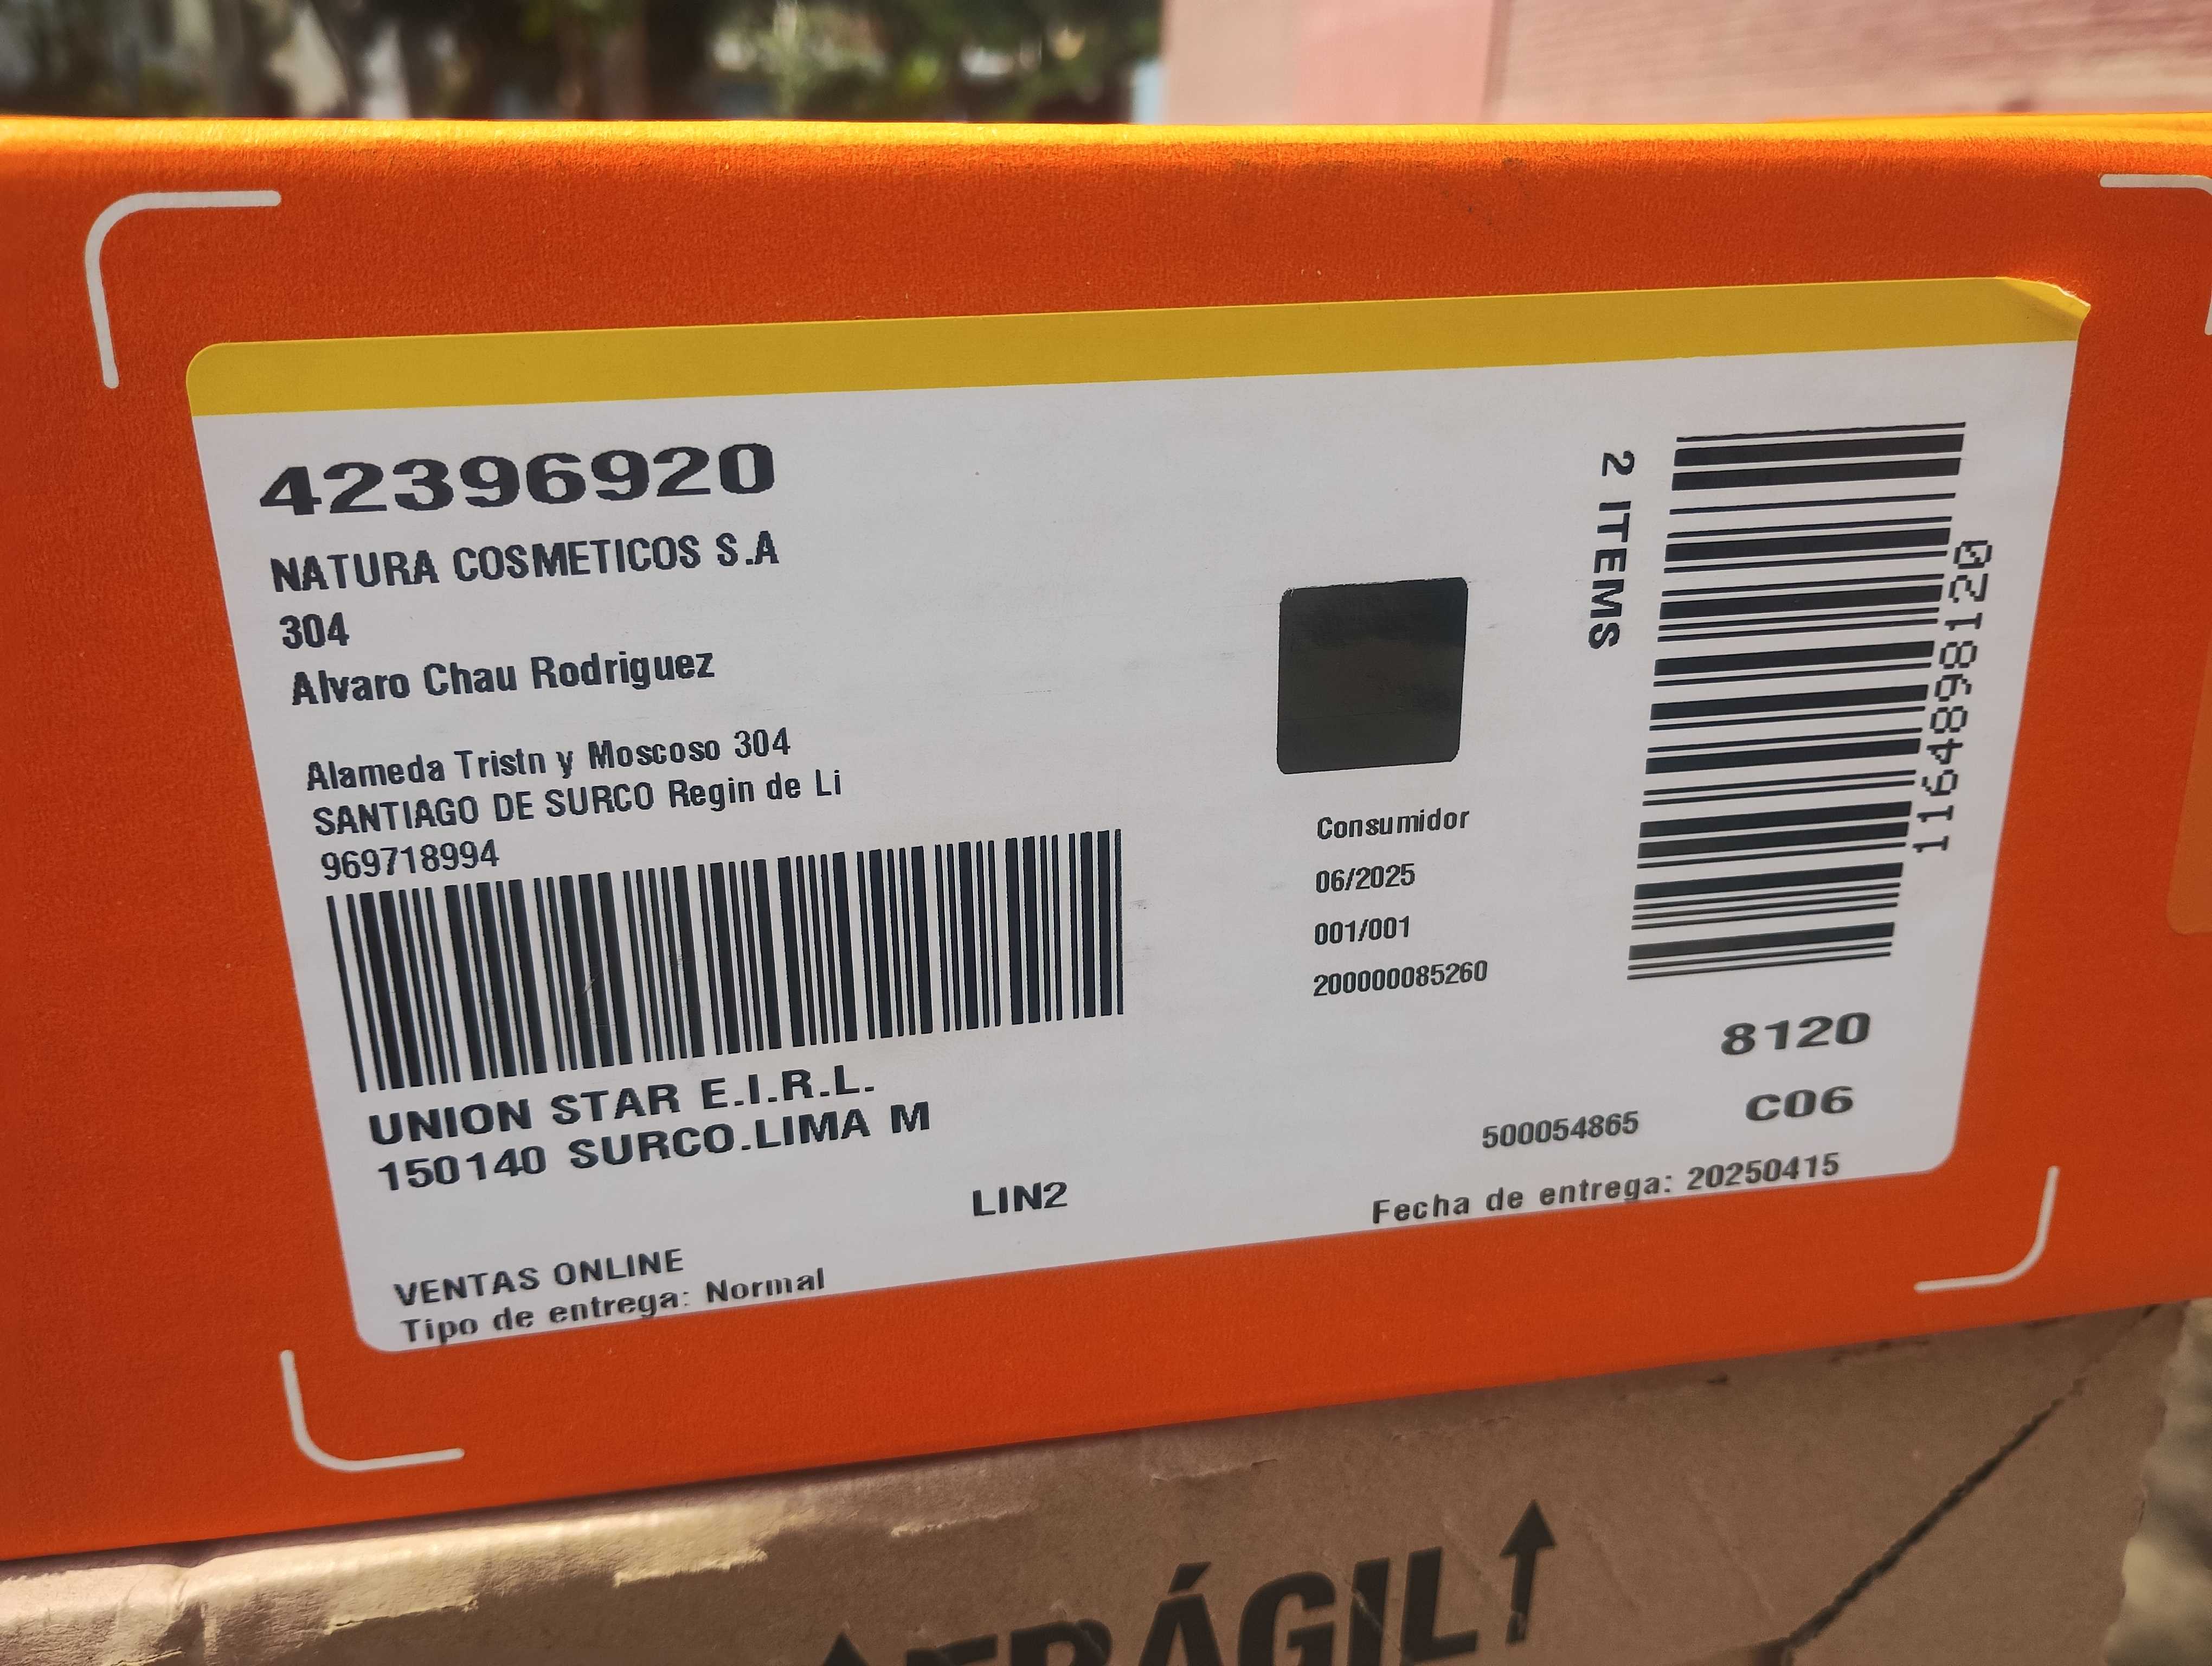 42396920
NATURA COSMETICOS S.A
304
Alvaro Chau Rodriguez
Alameda Tristn y Moscoso 304
SANTIAGO DE SURCO Regin de Li
969718994
UNION STAR E.I.R.L.
150140 SURCO.LIMA M
LIN2
VENTAS ONLINE
Tipo de entrega: Normal
2 ITEMS
11648898120
Consumidor
06/2025
001/001
200000085260
8120
C06
500054865
Fecha de entrega: 20250415
FRÁGIL